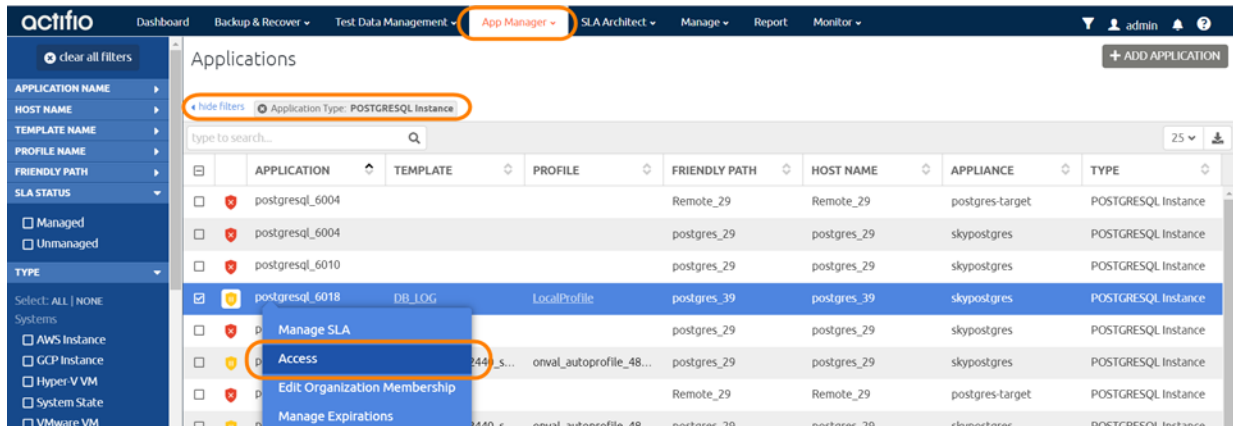 actifio Dashboard Backup & Recover Test Data Management App Manager SLA Architect Manage Report Monitor admin
clear all filters
Applications
+ ADD APPLICATION
APPLICATION NAME
HOST NAME
TEMPLATE NAME
PROFILE NAME
FRIENDLY PATH
SLA STATUS
Managed
Unmanaged
TYPE
Select: ALL | NONE
Systems
AWS Instance
GCP Instance
Hyper-V VM
System State
VMware VM
hide filters Application Type: POSTGRESQL Instance
type to search...
25
APPLICATION TEMPLATE PROFILE FRIENDLY PATH HOST NAME APPLIANCE TYPE
postgresql_6004 Remote_29 Remote_29 postgres-target POSTGRESQL Instance
postgresql_6004 postgres_29 postgres_29 skypostgres POSTGRESQL Instance
postgresql_6010 postgres_29 postgres_29 skypostgres POSTGRESQL Instance
postgresql_6018 DB_LOG LocalProfile postgres_39 postgres_39 skypostgres POSTGRESQL Instance
p postgres_29 postgres_29 skypostgres POSTGRESQL Instance
p 2440_s... onval_autoprofile_48... postgres_29 postgres_29 skypostgres POSTGRESQL Instance
p Remote_29 Remote_29 postgres-target POSTGRESQL Instance
Manage SLA
Access
Edit Organization Membership
Manage Expirations